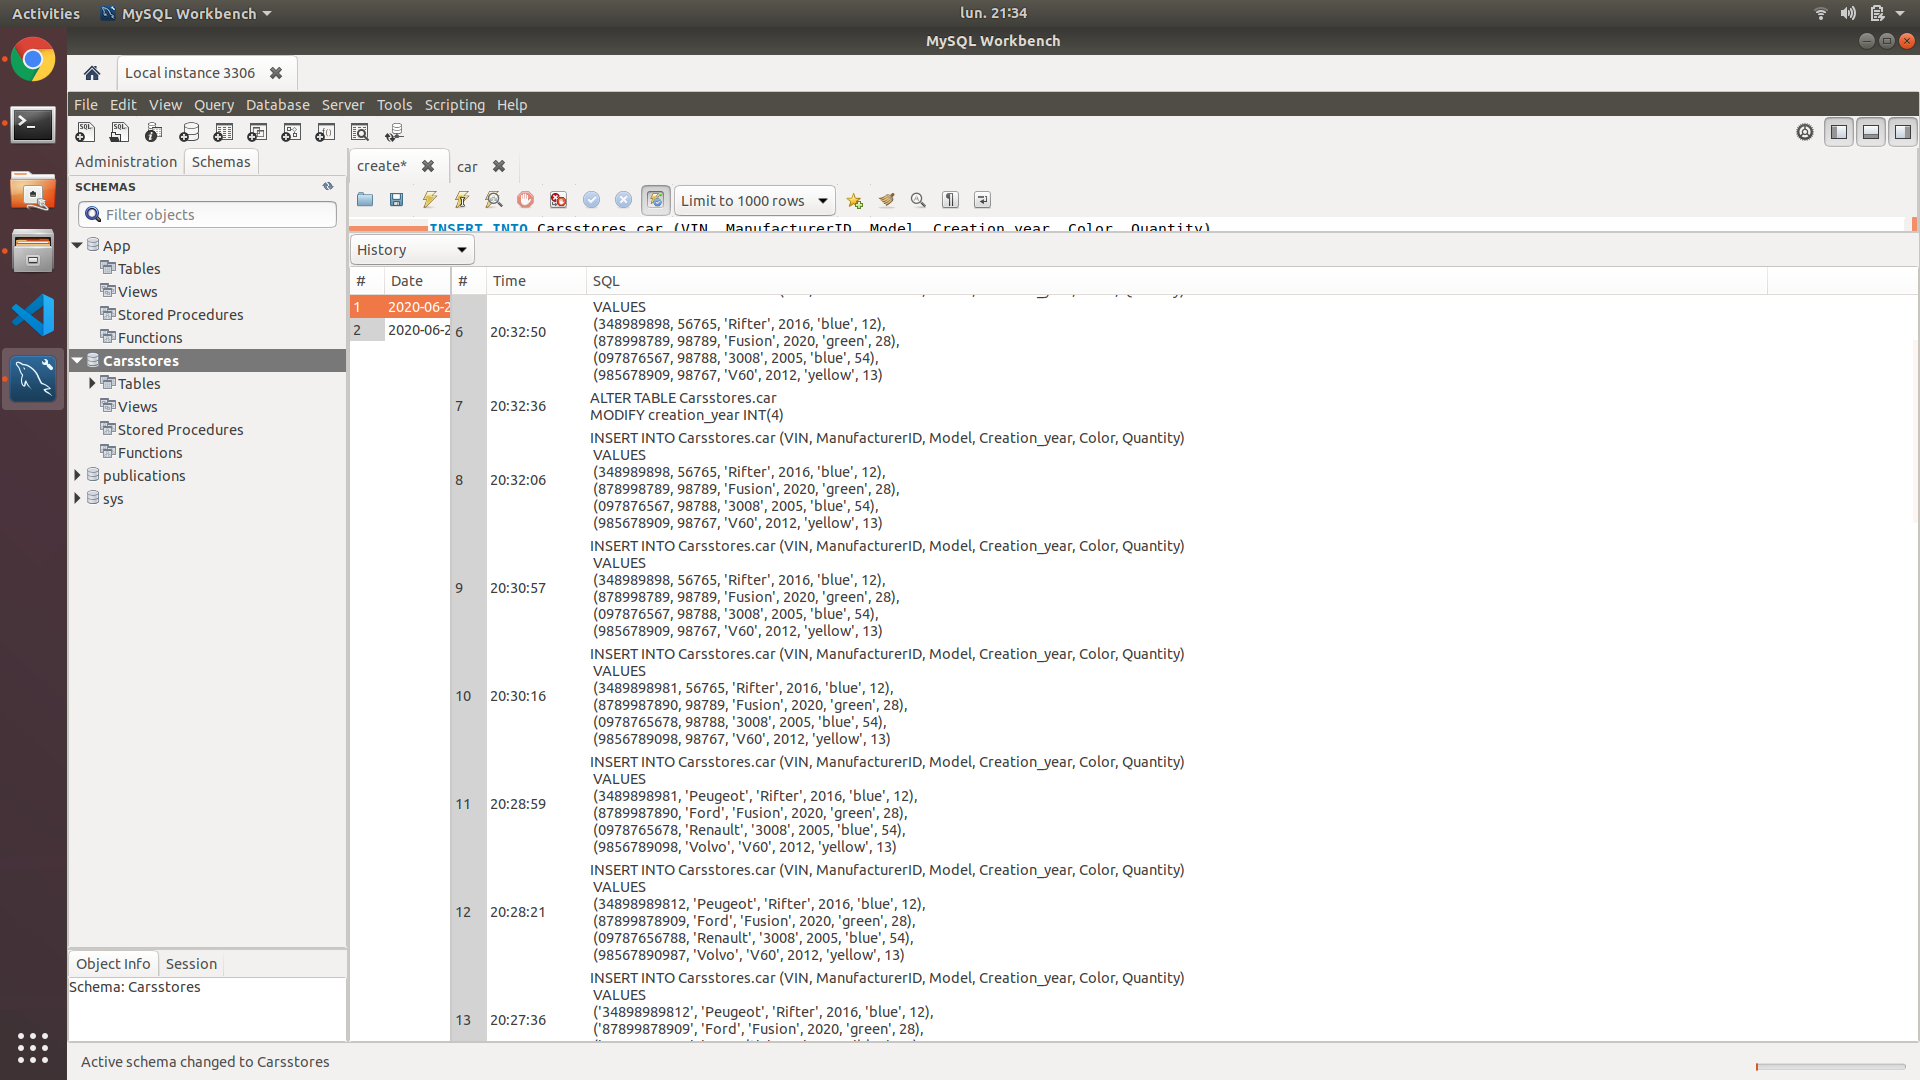 Activities
MySQL Workbench
lun. 21:34
MySQL Workbench
Local instance 3306
File Edit View Query Database Server Tools Scripting Help
Administration Schemas
SCHEMAS
Filter objects
App
Tables
Views
Stored Procedures
Functions
Carsstores
Tables
Views
Stored Procedures
Functions
publications
sys
Object Info Session
Schema: Carsstores
create* car
Limit to 1000 rows
INSERT INTO Carsstores.car (VIN, ManufacturerID, Model, Creation_year, Color, Quantity)
History
# Date
1 2020-06-2
2 2020-06-2
# Time SQL
VALUES
(348989898, 56765, 'Rifter', 2016, 'blue', 12),
6 20:32:50
(878998789, 98789, 'Fusion', 2020, 'green', 28),
(097876567, 98788, '3008', 2005, 'blue', 54),
(985678909, 98767, 'V60', 2012, 'yellow', 13)
ALTER TABLE Carsstores.car
7 20:32:36
MODIFY creation_year INT(4)
INSERT INTO Carsstores.car (VIN, ManufacturerID, Model, Creation_year, Color, Quantity)
VALUES
(348989898, 56765, 'Rifter', 2016, 'blue', 12),
8 20:32:06
(878998789, 98789, 'Fusion', 2020, 'green', 28),
(097876567, 98788, '3008', 2005, 'blue', 54),
(985678909, 98767, 'V60', 2012, 'yellow', 13)
INSERT INTO Carsstores.car (VIN, ManufacturerID, Model, Creation_year, Color, Quantity)
VALUES
(348989898, 56765, 'Rifter', 2016, 'blue', 12),
9 20:30:57
(878998789, 98789, 'Fusion', 2020, 'green', 28),
(097876567, 98788, '3008', 2005, 'blue', 54),
(985678909, 98767, 'V60', 2012, 'yellow', 13)
INSERT INTO Carsstores.car (VIN, ManufacturerID, Model, Creation_year, Color, Quantity)
VALUES
(3489898981, 56765, 'Rifter', 2016, 'blue', 12),
10 20:30:16
(8789987890, 98789, 'Fusion', 2020, 'green', 28),
(0978765678, 98788, '3008', 2005, 'blue', 54),
(9856789098, 98767, 'V60', 2012, 'yellow', 13)
INSERT INTO Carsstores.car (VIN, ManufacturerID, Model, Creation_year, Color, Quantity)
VALUES
(3489898981, 'Peugeot', 'Rifter', 2016, 'blue', 12),
11 20:28:59
(8789987890, 'Ford', 'Fusion', 2020, 'green', 28),
(0978765678, 'Renault', '3008', 2005, 'blue', 54),
(9856789098, 'Volvo', 'V60', 2012, 'yellow', 13)
INSERT INTO Carsstores.car (VIN, ManufacturerID, Model, Creation_year, Color, Quantity)
VALUES
(34898989812, 'Peugeot', 'Rifter', 2016, 'blue', 12),
12 20:28:21
(87899878909, 'Ford', 'Fusion', 2020, 'green', 28),
(09787656788, 'Renault', '3008', 2005, 'blue', 54),
(98567890987, 'Volvo', 'V60', 2012, 'yellow', 13)
INSERT INTO Carsstores.car (VIN, ManufacturerID, Model, Creation_year, Color, Quantity)
VALUES
('34898989812', 'Peugeot', 'Rifter', 2016, 'blue', 12),
13 20:27:36
('87899878909', 'Ford', 'Fusion', 2020, 'green', 28),
Active schema changed to Carsstores